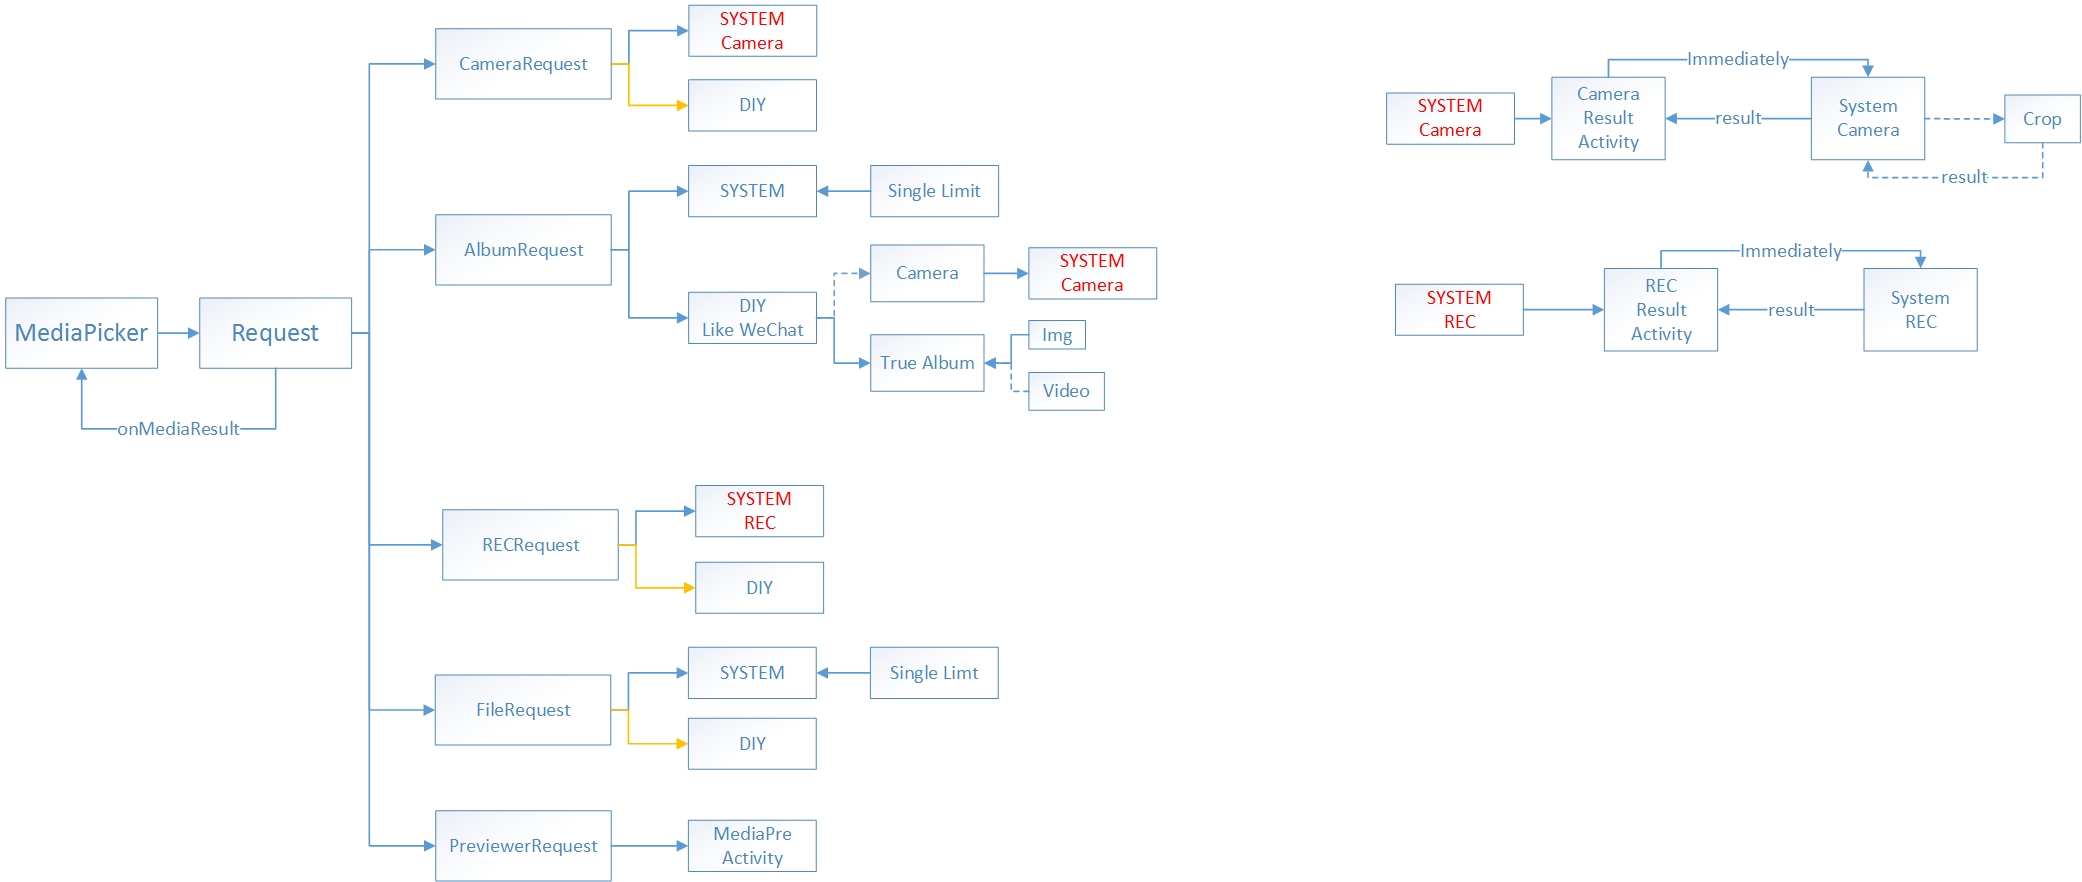 MediaPicker
Request
onMediaResult
CameraRequest
SYSTEM
Camera
DIY
AlbumRequest
SYSTEM
Single Limit
DIY
Like WeChat
Camera
SYSTEM
Camera
True Album
Img
Video
RECRequest
SYSTEM
REC
DIY
FileRequest
SYSTEM
Single Limt
DIY
PreviewerRequest
MediaPre
Activity
SYSTEM
Camera
Camera
Result
Activity
Immediately
result
System
Camera
Crop
result
SYSTEM
REC
REC
Result
Activity
Immediately
result
System
REC